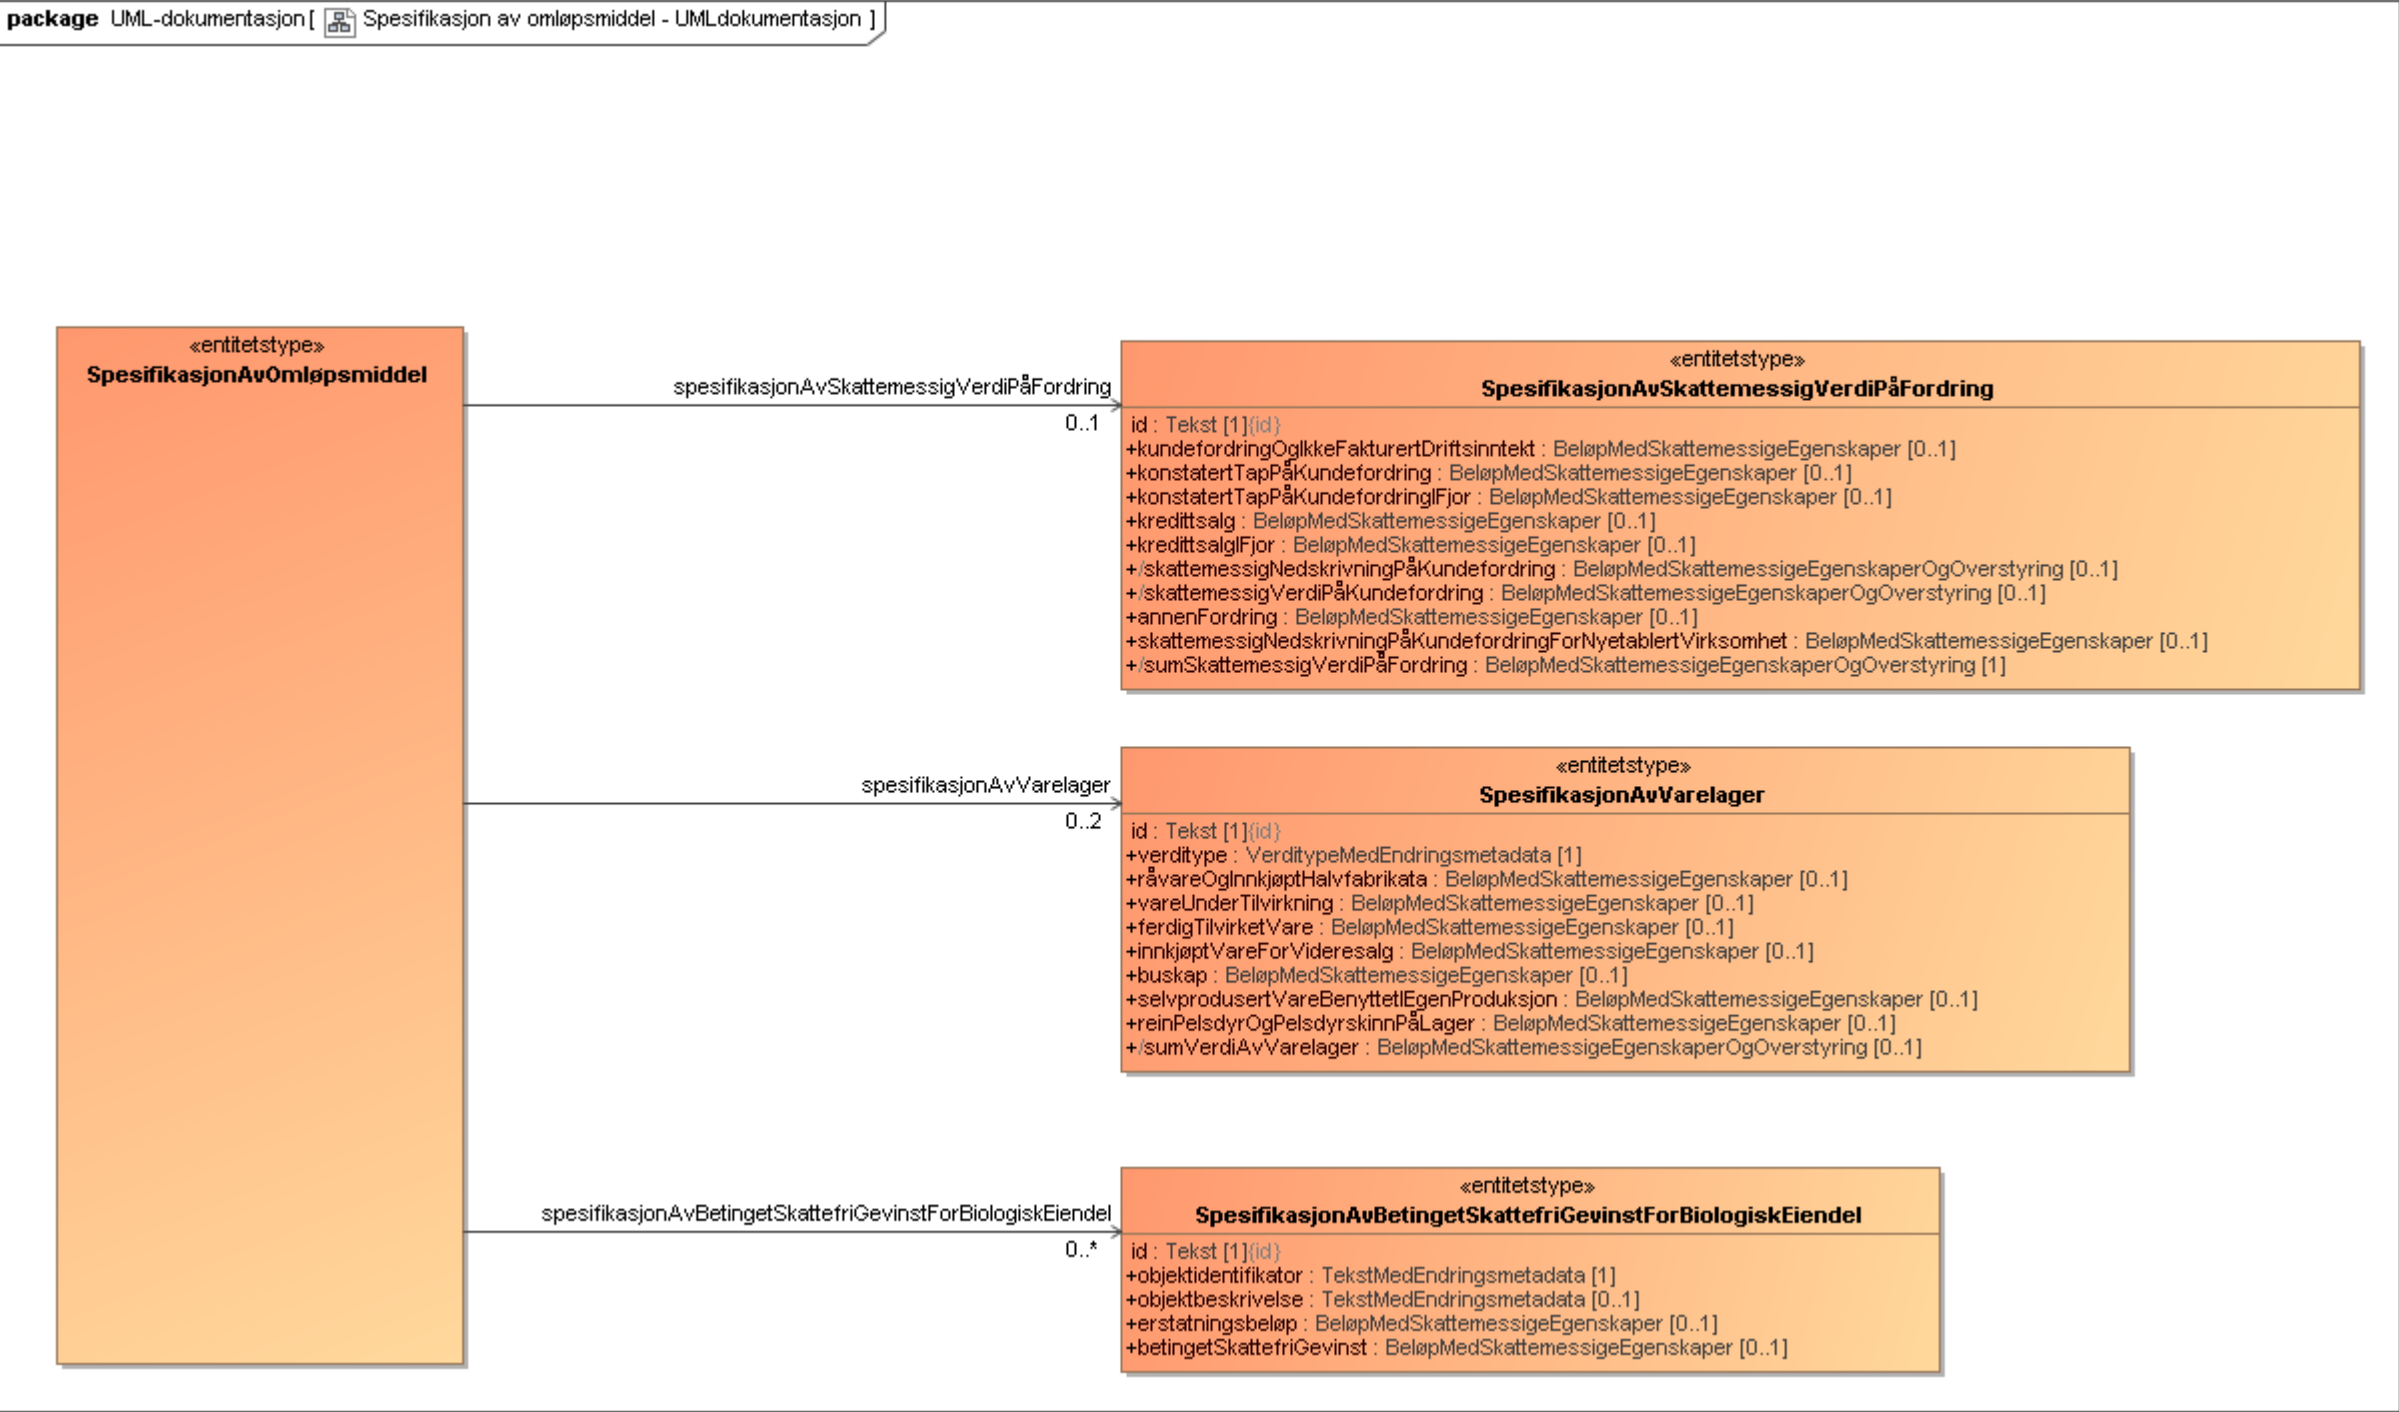 package UML-dokumentasjon [ Spesifikasjon av omløpsmiddel - UMLdokumentasjon ]
«entitetstype»
SpesifikasjonAvOmløpsmiddel
spesifikasjonAvSkattemessigVerdiPåFordring
0..1
«entitetstype»
SpesifikasjonAvSkattemessigVerdiPåFordring
id : Tekst [1]{id}
+kundefordringOgIkkeFakturertDriftsinntekt : BeløpMedSkattemessigeEgenskaper [0..1]
+konstatertTapPåKundefordring : BeløpMedSkattemessigeEgenskaper [0..1]
+konstatertTapPåKundefordringIFjor : BeløpMedSkattemessigeEgenskaper [0..1]
+kredittsalg : BeløpMedSkattemessigeEgenskaper [0..1]
+kredittsalgIFjor : BeløpMedSkattemessigeEgenskaper [0..1]
+/skattemessigNedskrivningPåKundefordring : BeløpMedSkattemessigeEgenskaperOgOverstyring [0..1]
+/skattemessigVerdiPåKundefordring : BeløpMedSkattemessigeEgenskaperOgOverstyring [0..1]
+annenFordring : BeløpMedSkattemessigeEgenskaper [0..1]
+skattemessigNedskrivningPåKundefordringForNyetablertVirksomhet : BeløpMedSkattemessigeEgenskaper [0..1]
+/sumSkattemessigVerdiPåFordring : BeløpMedSkattemessigeEgenskaperOgOverstyring [1]
spesifikasjonAvVarelager
0..2
«entitetstype»
SpesifikasjonAvVarelager
id : Tekst [1]{id}
+verditype : VerditypeMedEndringsmetadata [1]
+råvareOgInnkjøptHalvfabrikata : BeløpMedSkattemessigeEgenskaper [0..1]
+vareUnderTilvirkning : BeløpMedSkattemessigeEgenskaper [0..1]
+ferdigTilvirketVare : BeløpMedSkattemessigeEgenskaper [0..1]
+innkjøptVareForVideresalg : BeløpMedSkattemessigeEgenskaper [0..1]
+buskap : BeløpMedSkattemessigeEgenskaper [0..1]
+selvprodusertVareBenyttetIEgenProduksjon : BeløpMedSkattemessigeEgenskaper [0..1]
+reinPelsdyrOgPelsdyrskinnPåLager : BeløpMedSkattemessigeEgenskaper [0..1]
+/sumVerdiAvVarelager : BeløpMedSkattemessigeEgenskaperOgOverstyring [0..1]
spesifikasjonAvBetingetSkattefriGevinstForBiologiskEiendel
0..*
«entitetstype»
SpesifikasjonAvBetingetSkattefriGevinstForBiologiskEiendel
id : Tekst [1]{id}
+objektidentifikator : TekstMedEndringsmetadata [1]
+objektbeskrivelse : TekstMedEndringsmetadata [0..1]
+erstatningsbeløp : BeløpMedSkattemessigeEgenskaper [0..1]
+betingetSkattefriGevinst : BeløpMedSkattemessigeEgenskaper [0..1]